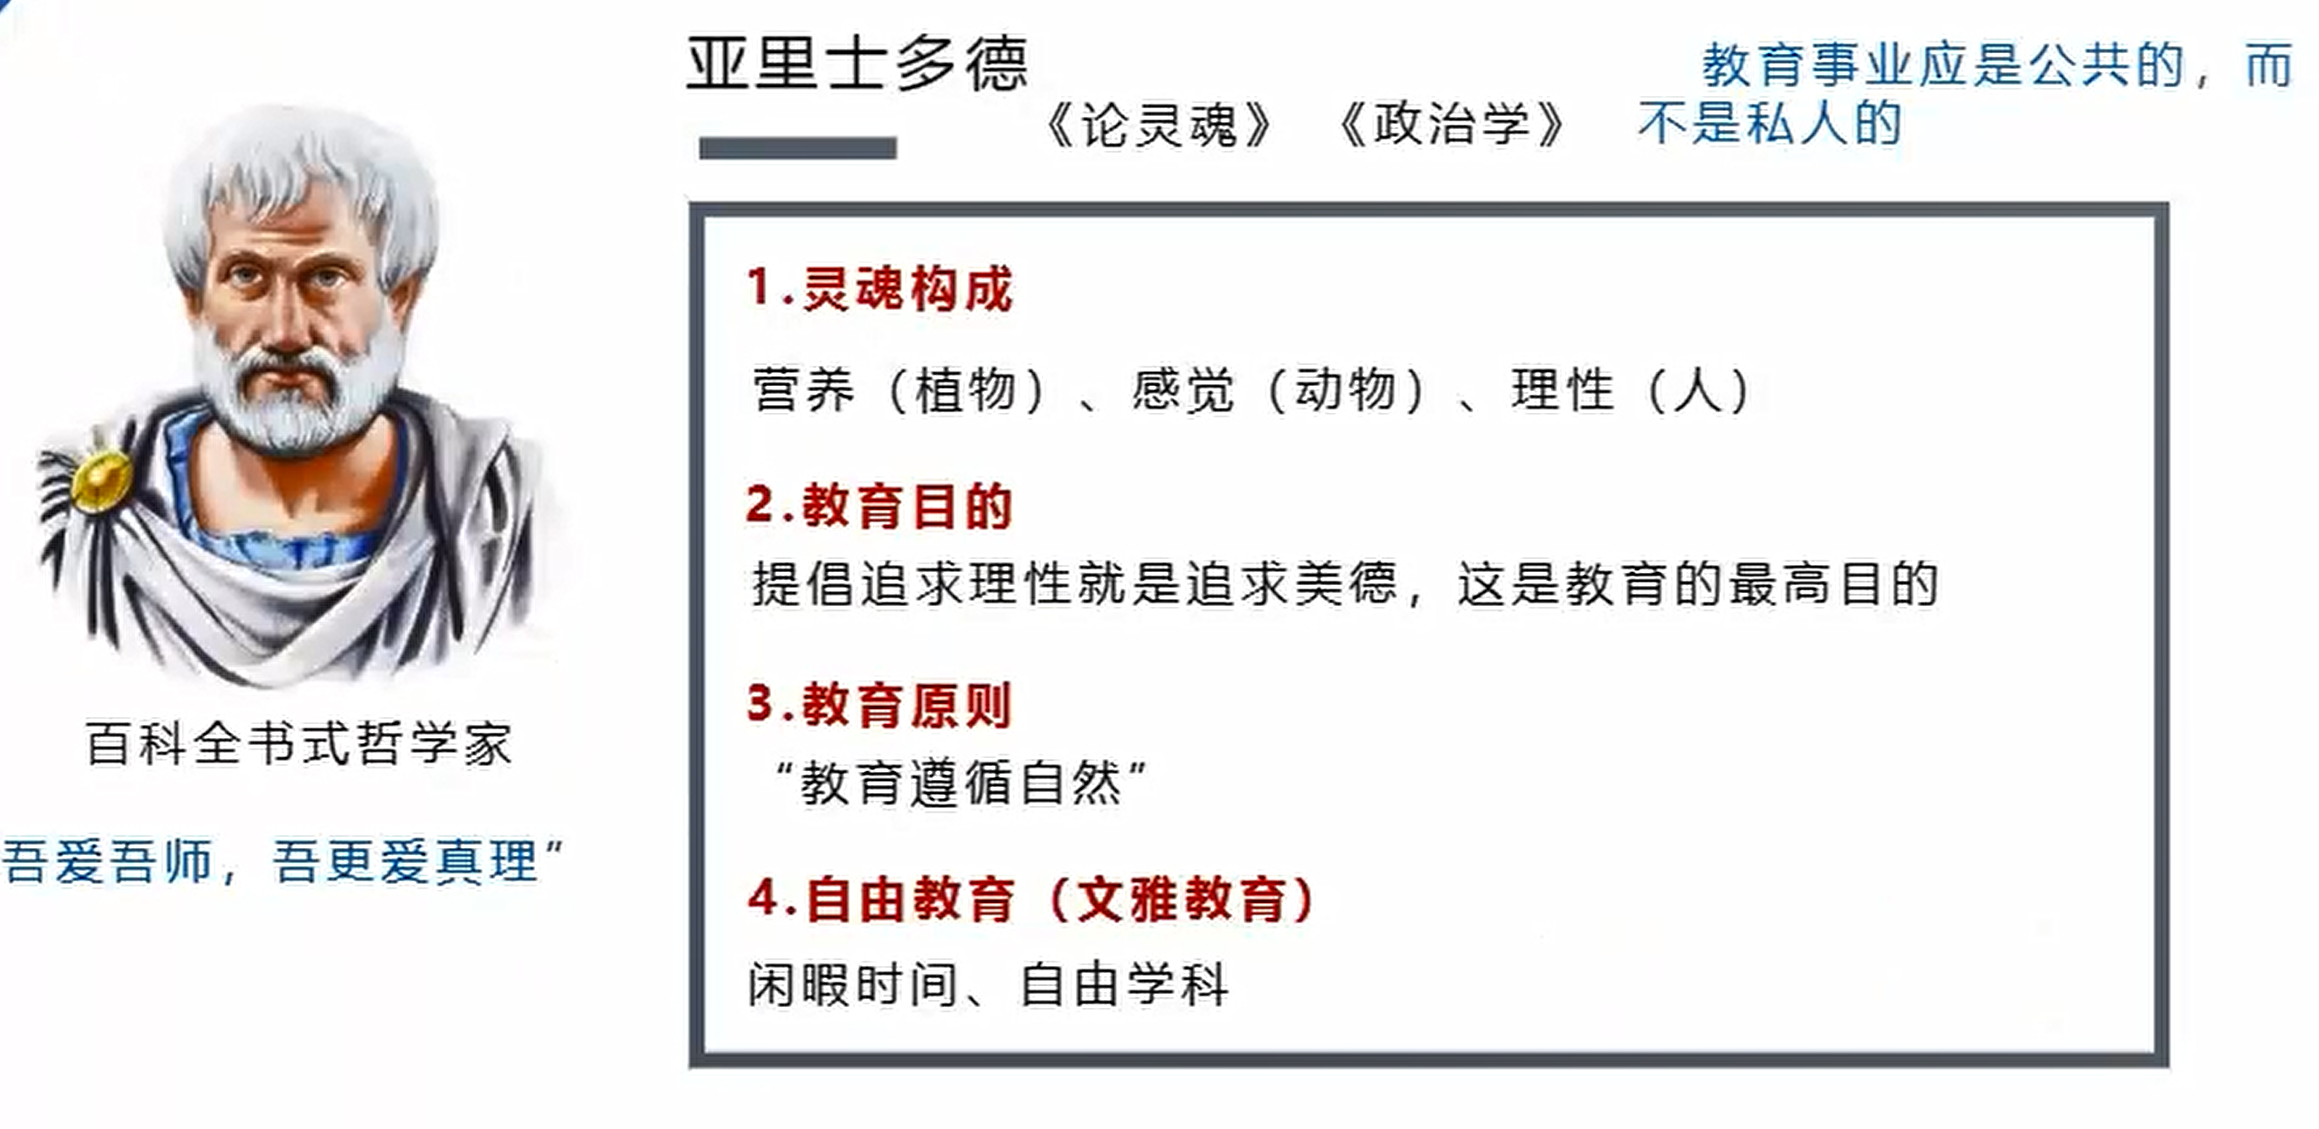 亚里士多德
《论灵魂》 《政治学》
教育事业应是公共的，而
不是私人的
1.灵魂构成
营养（植物）、感觉（动物）、理性（人）
2.教育目的
提倡追求理性就是追求美德，这是教育的最高目的
3.教育原则
“教育遵循自然”
4.自由教育（文雅教育）
闲暇时间、自由学科
百科全书式哲学家
吾爱吾师，吾更爱真理”